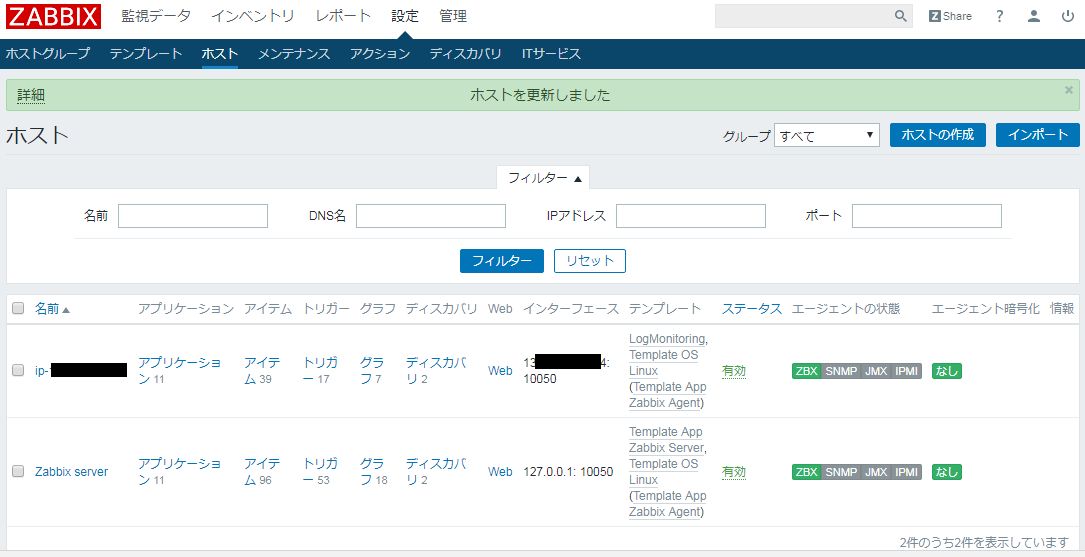 ZABBIX 監視データ インベントリ レポート 設定 管理 Z Share ?
ホストグループ テンプレート ホスト メンテナンス アクション ディスカバリ ITサービス
詳細 ホストを更新しました ×
ホスト グループ すべて ホストの作成 インポート
フィルター ▲
名前 DNS名 IPアドレス ポート
フィルター リセット
名前 ▲ アプリケーション アイテム トリガー グラフ ディスカバリ Web インターフェース テンプレート ステータス エージェントの状態 エージェント暗号化 情報
ip- アプリケーション 11 アイテム 39 トリガー 17 グラフ 7 ディスカバリ 2 Web 13 4: 10050 LogMonitoring, Template OS Linux (Template App Zabbix Agent) 有効 ZBX SNMP JMX IPMI なし
Zabbix server アプリケーション 11 アイテム 96 トリガー 53 グラフ 18 ディスカバリ 2 Web 127.0.0.1: 10050 Template App Zabbix Server, Template OS Linux (Template App Zabbix Agent) 有効 ZBX SNMP JMX IPMI なし
2件のうち2件を表示しています